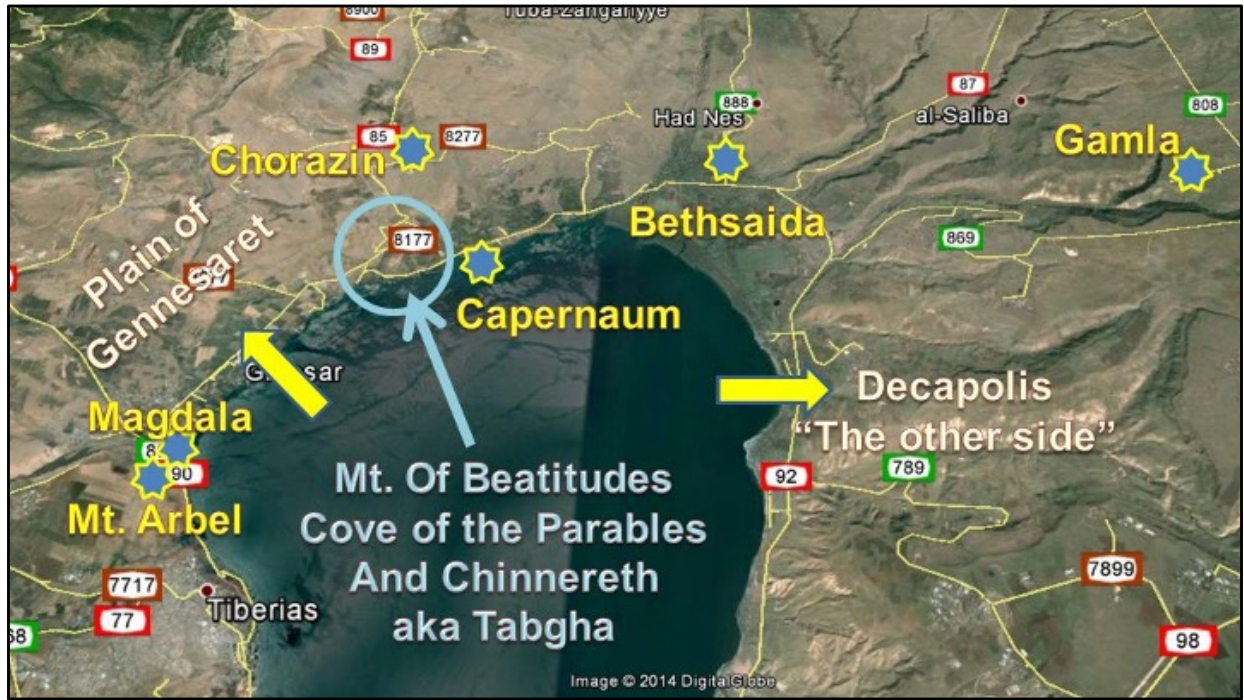 8900
Tuba-Zangariyye
89
87
888
Had Nes
al-Saliba
808
85
8277
Chorazin
Gamla
Plain of
Gennesaret
8177
Bethsaida
869
Capernaum
Magdala
90
Mt. Arbel
Decapolis
“The other side”
92
789
Mt. Of Beatitudes
Cove of the Parables
And Chinnereth
aka Tabgha
7717
77
Tiberias
7899
98
Image © 2014 DigitalGlobe